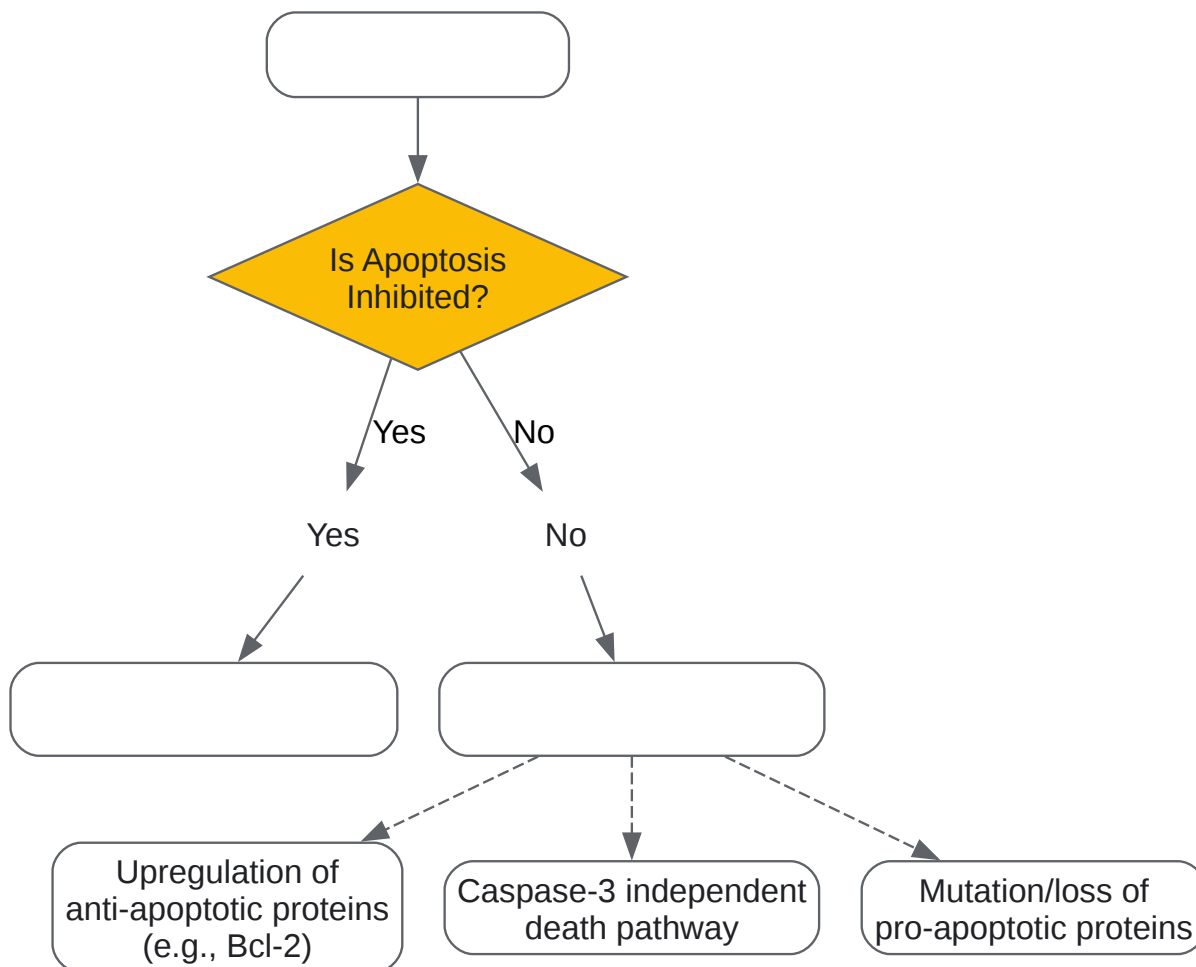 Is Apoptosis
Inhibited?
Yes
No
Yes
No
Upregulation of
anti-apoptotic proteins
(e.g., Bcl-2)
Caspase-3 independent
death pathway
Mutation/loss of
pro-apoptotic proteins